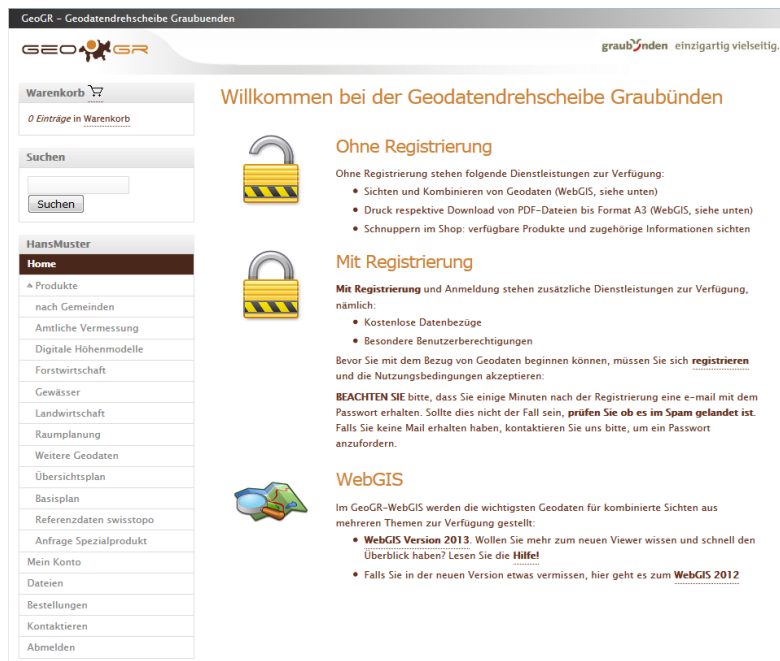 GeoGR – Geodatendrehscheibe Graubuenden
GEO GR
graubünden einzigartig vielseitig.
Warenkorb
0 Einträge in Warenkorb
Suchen
Suchen
HansMuster
Home
Produkte
nach Gemeinden
Amtliche Vermessung
Digitale Höhenmodelle
Forstwirtschaft
Gewässer
Landwirtschaft
Raumplanung
Weitere Geodaten
Übersichtsplan
Basisplan
Referenzdaten swisstopo
Anfrage Spezialprodukt
Mein Konto
Dateien
Bestellungen
Kontaktieren
Abmelden
Willkommen bei der Geodatendrehscheibe Graubünden
Ohne Registrierung
Ohne Registrierung stehen folgende Dienstleistungen zur Verfügung:
• Sichten und Kombinieren von Geodaten (WebGIS, siehe unten)
• Druck respektive Download von PDF-Dateien bis Format A3 (WebGIS, siehe unten)
• Schnuppern im Shop: verfügbare Produkte und zugehörige Informationen sichten
Mit Registrierung
Mit Registrierung und Anmeldung stehen zusätzliche Dienstleistungen zur Verfügung,
nämlich:
• Kostenlose Datenbezüge
• Besondere Benutzerberechtigungen
Bevor Sie mit dem Bezug von Geodaten beginnen können, müssen Sie sich registrieren
und die Nutzungsbedingungen akzeptieren:
BEACHTEN SIE bitte, dass Sie einige Minuten nach der Registrierung eine e-mail mit dem
Passwort erhalten. Sollte dies nicht der Fall sein, prüfen Sie ob es im Spam gelandet ist.
Falls Sie keine Mail erhalten haben, kontaktieren Sie uns bitte, um ein Passwort
anzufordern.
WebGIS
Im GeoGR-WebGIS werden die wichtigsten Geodaten für kombinierte Sichten aus
mehreren Themen zur Verfügung gestellt:
• WebGIS Version 2013. Wollen Sie mehr zum neuen Viewer wissen und schnell den
Überblick haben? Lesen Sie die Hilfe!
• Falls Sie in der neuen Version etwas vermissen, hier geht es zum WebGIS 2012